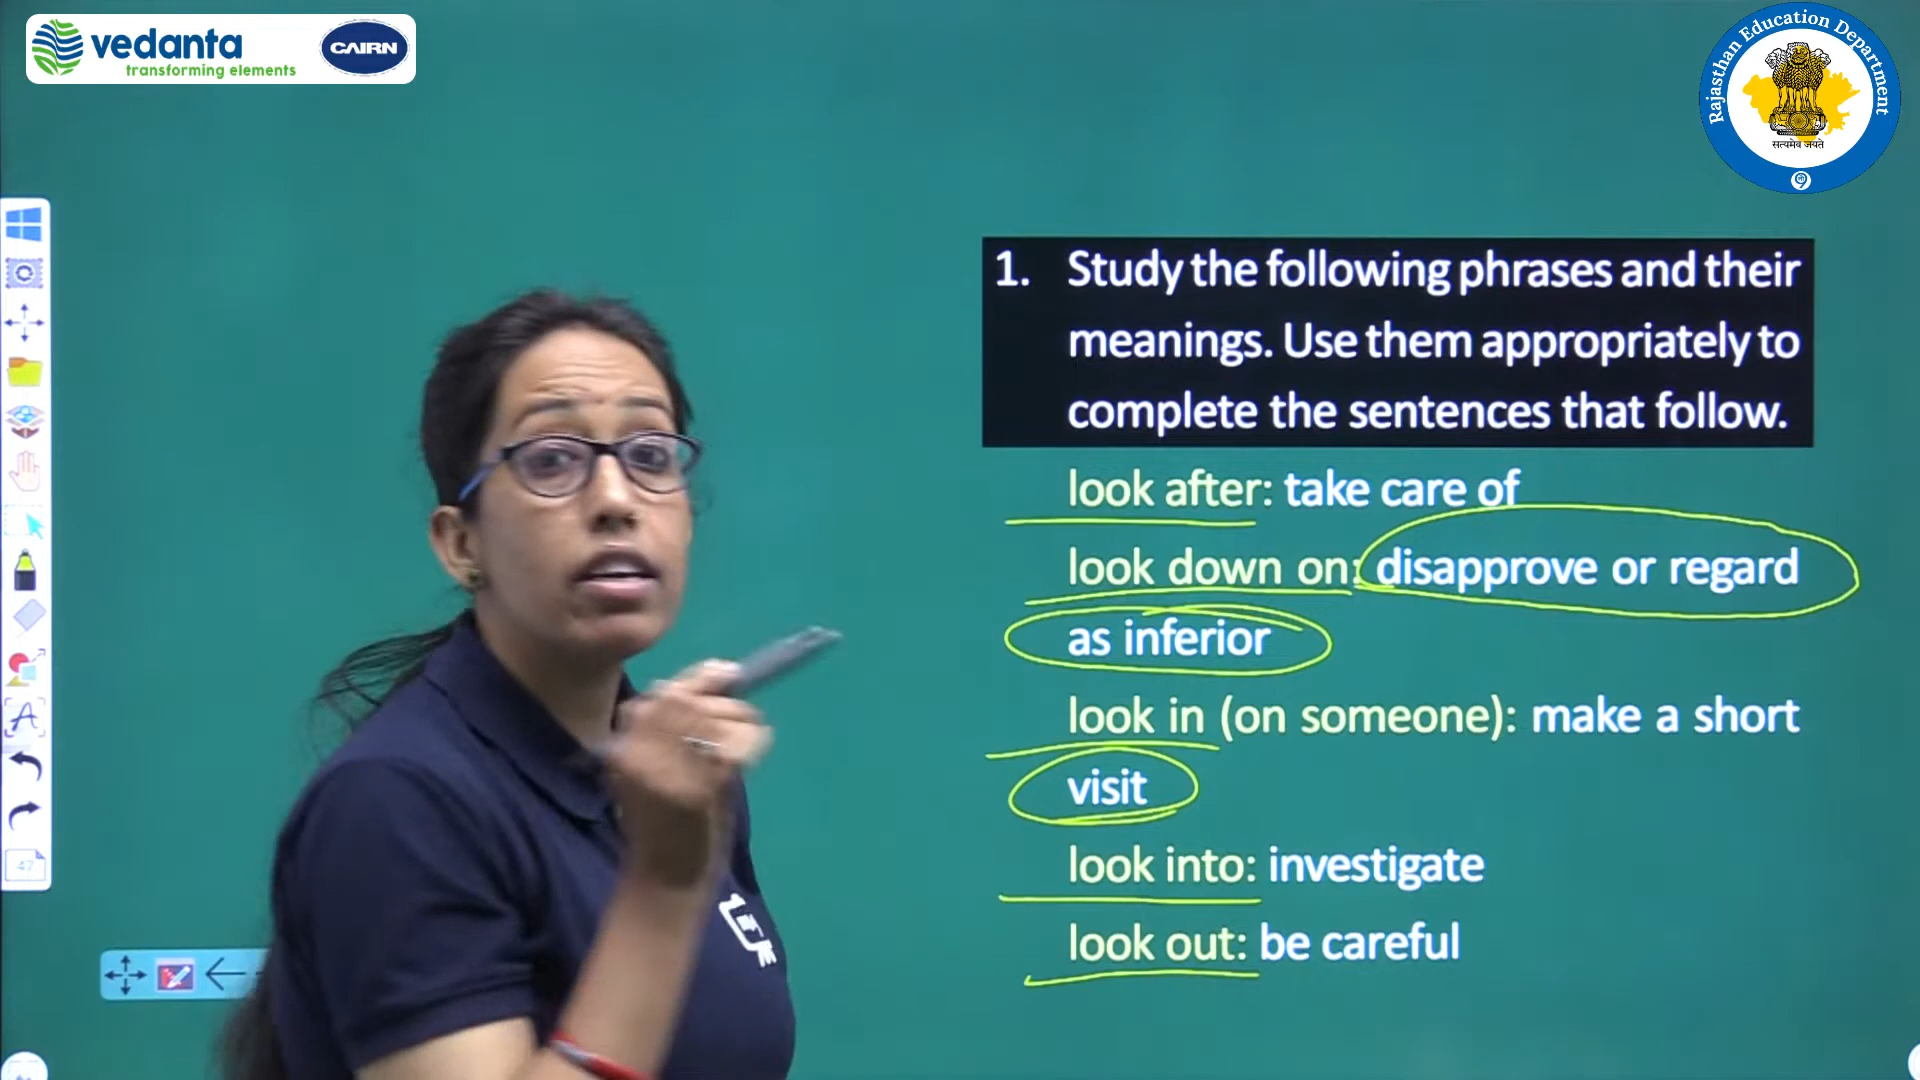 vedanta
transforming elements
CAIRN
Rajasthan Education Department
सत्यमेव जयते
1. Study the following phrases and their
meanings. Use them appropriately to
complete the sentences that follow.
look after: take care of
look down on: disapprove or regard
as inferior
look in (on someone): make a short
visit
look into: investigate
look out: be careful
A
47